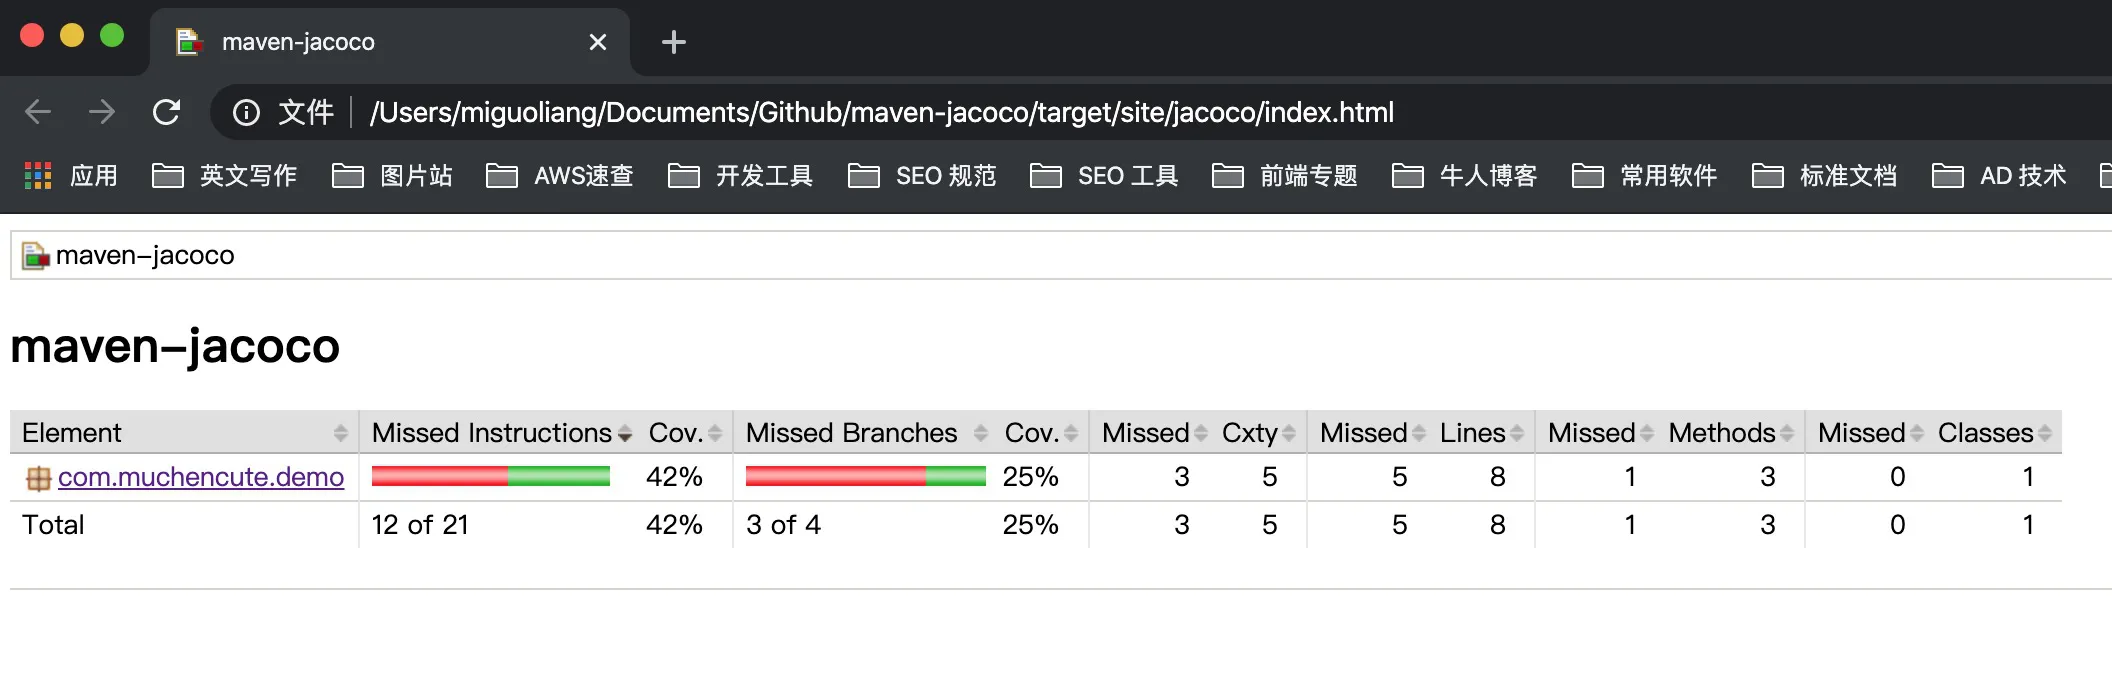 maven-jacoco
文件 /Users/miguoliang/Documents/Github/maven-jacoco/target/site/jacoco/index.html
应用 英文写作 图片站 AWS速查 开发工具 SEO 规范 SEO 工具 前端专题 牛人博客 常用软件 标准文档 AD 技术
maven-jacoco
maven-jacoco
Element Missed Instructions Cov. Missed Branches Cov. Missed Cxty Missed Lines Missed Methods Missed Classes
com.muchencute.demo 42% 25% 3 5 5 8 1 3 0 1
Total 12 of 21 42% 3 of 4 25% 3 5 5 8 1 3 0 1